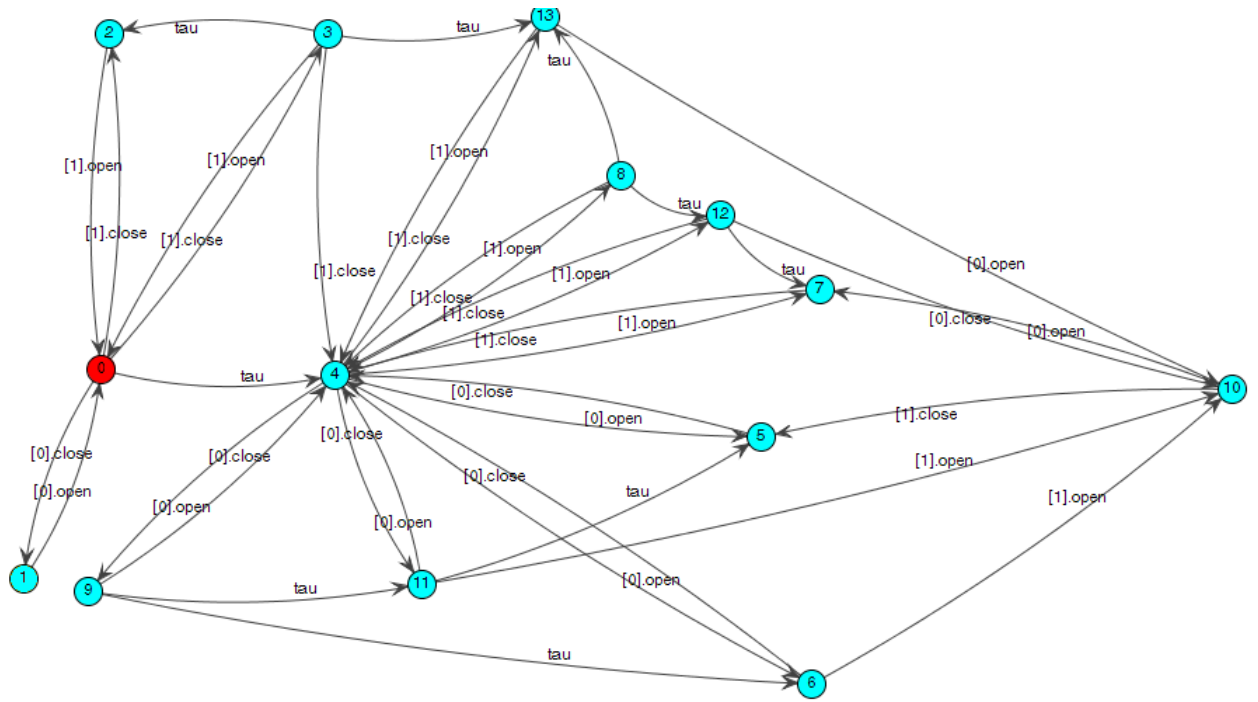 13
2
tau
3
tau
tau
[1].open
[1].open
[1].open
8
tau
12
[1].close
[1].close
[1].close
[1].open
[0].open
tau
[1].close
[1].open
7
[1].close
[1].close
[1].open
[0].close
[0].open
[1].close
0
tau
4
[0].close
10
[0].open
[1].close
5
[0].close
[0].close
[0].close
[0].close
[1].open
[0].open
tau
[1].open
[0].open
[0].open
1
9
tau
11
[0].open
tau
6